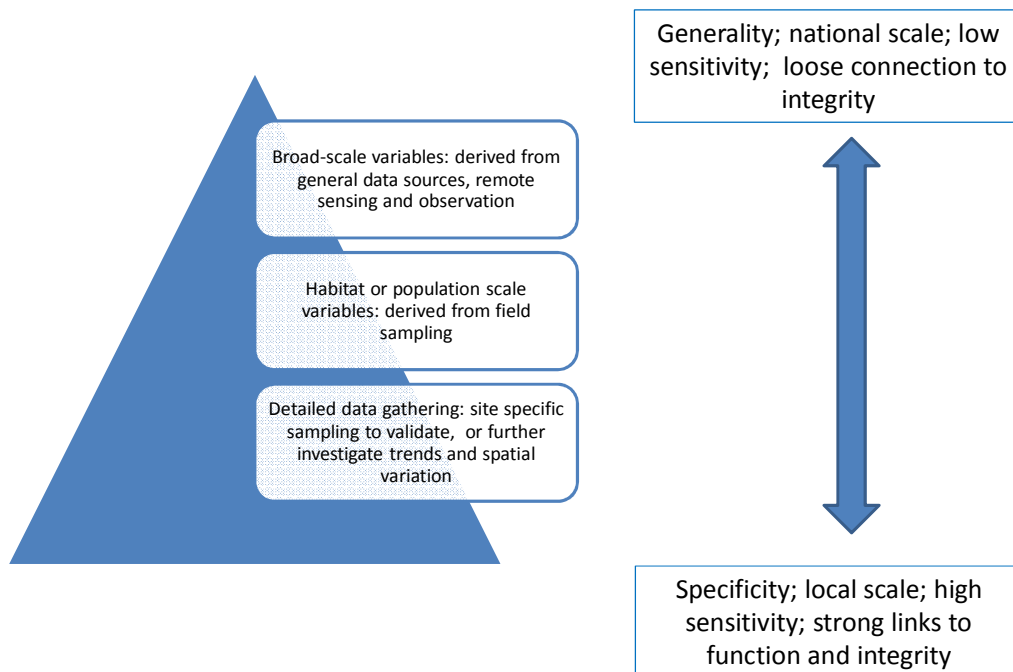 Generality; national scale; low
sensitivity; loose connection to
integrity
Broad-scale variables: derived from
general data sources, remote
sensing and observation
Habitat or population scale
variables: derived from field
sampling
Detailed data gathering: site specific
sampling to validate, or further
investigate trends and spatial
variation
Specificity; local scale; high
sensitivity; strong links to
function and integrity